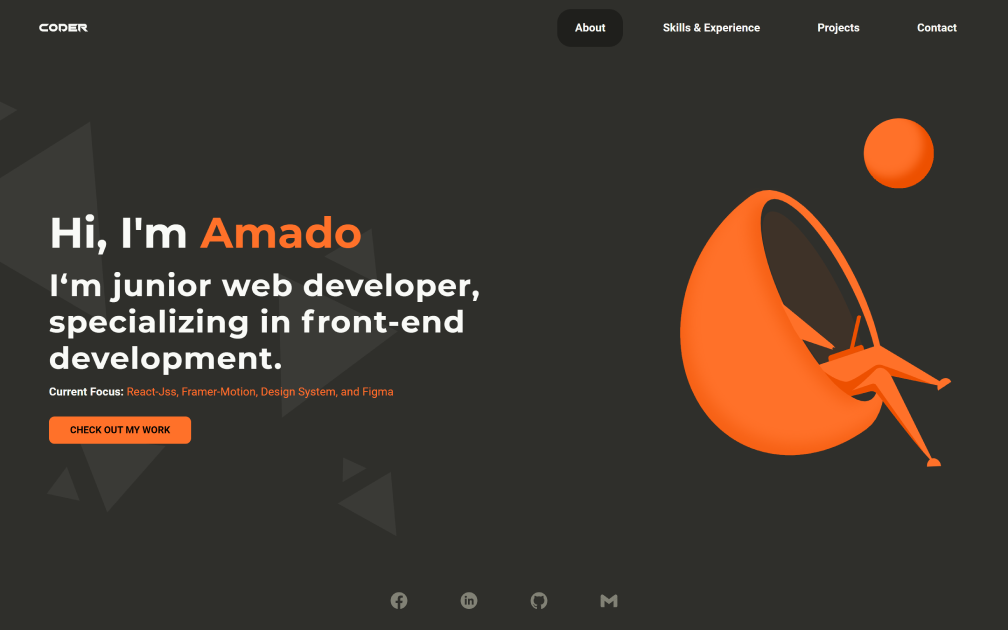 CODER
About
Skills & Experience
Projects
Contact
Hi, I'm Amado
I‘m junior web developer,
specializing in front-end
development.
Current Focus: React-Jss, Framer-Motion, Design System, and Figma
CHECK OUT MY WORK
in